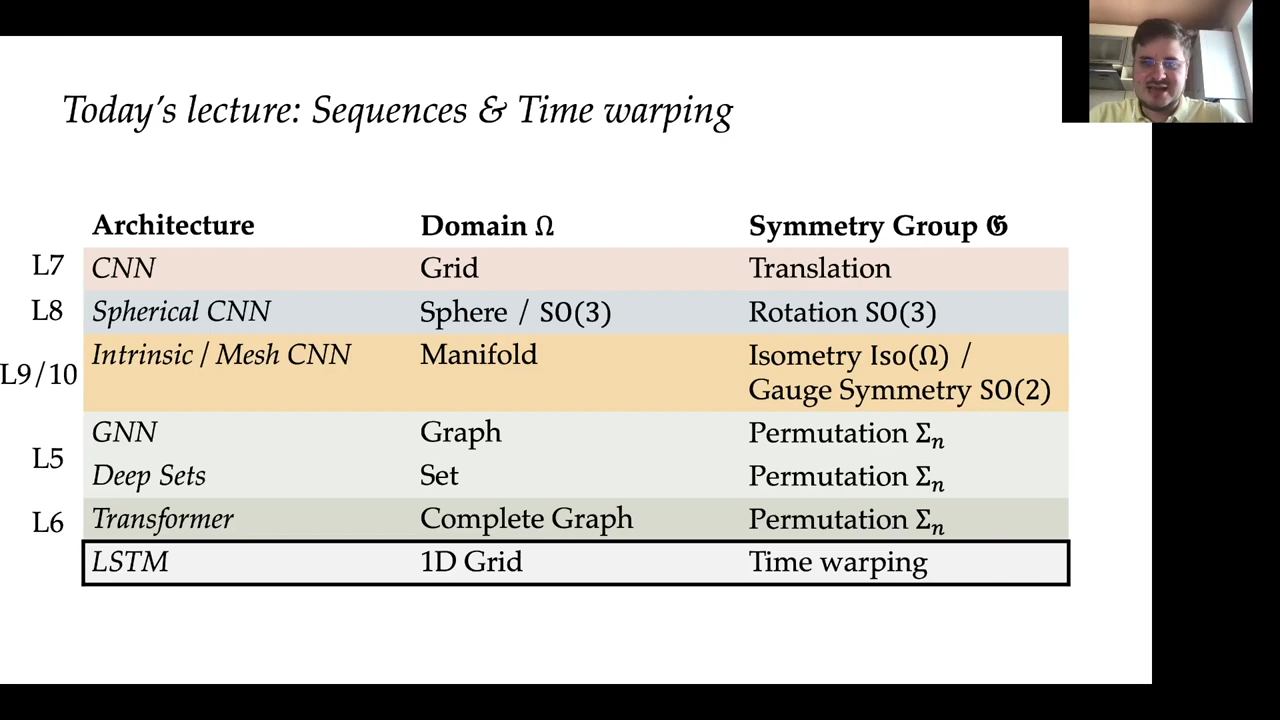 Today's lecture: Sequences & Time warping
Architecture Domain Ω Symmetry Group 𝕲
L7 CNN Grid Translation
L8 Spherical CNN Sphere / SO(3) Rotation SO(3)
L9/10 Intrinsic / Mesh CNN Manifold Isometry Iso(Ω) /
Gauge Symmetry SO(2)
L5 GNN Graph Permutation Σₙ
Deep Sets Set Permutation Σₙ
L6 Transformer Complete Graph Permutation Σₙ
LSTM 1D Grid Time warping